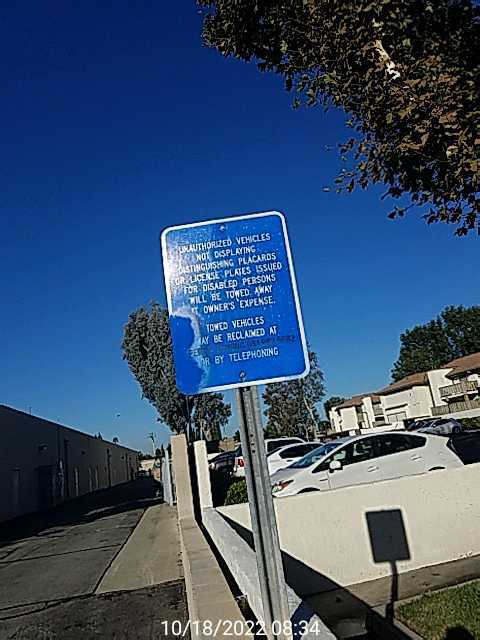 UNAUTHORIZED VEHICLES
NOT DISPLAYING
DISTINGUISHING PLACARDS
OR LICENSE PLATES ISSUED
FOR DISABLED PERSONS
WILL BE TOWED AWAY
AT OWNER'S EXPENSE.
TOWED VEHICLES
MAY BE RECLAIMED AT
OR BY TELEPHONING
10/18/2022 08:34